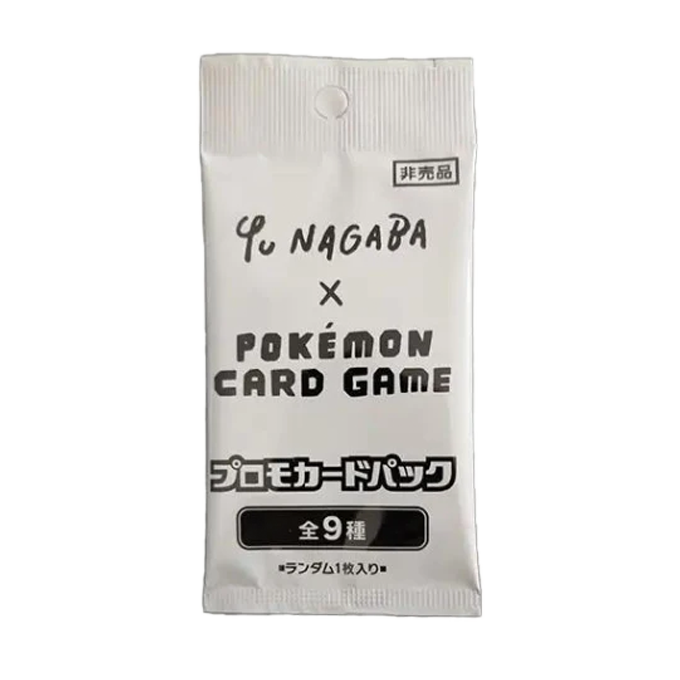 非売品
Yu NAGABA
×
POKÉMON
CARD GAME
プロモカードパック
全9種
■ランダム1枚入り■